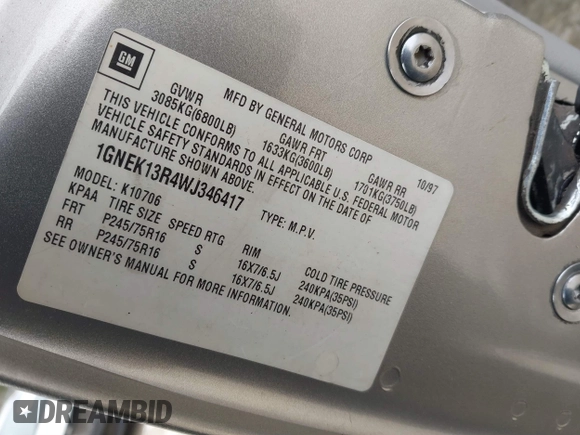 GM
MFD BY GENERAL MOTORS CORP 10/97
GVWR GAWR FRT GAWR RR
3085KG(6800LB) 1633KG(3600LB) 1701KG(3750LB)
THIS VEHICLE CONFORMS TO ALL APPLICABLE U.S. FEDERAL MOTOR
VEHICLE SAFETY STANDARDS IN EFFECT ON THE DATE OF
MANUFACTURE SHOWN ABOVE.
1GNEK13R4WJ346417 TYPE: M.P.V.
MODEL: K10706
KPAA TIRE SIZE SPEED RTG RIM COLD TIRE PRESSURE
FRT P245/75R16 S 16X7/6.5J 240KPA(35PSI)
RR P245/75R16 S 16X7/6.5J 240KPA(35PSI)
SEE OWNER'S MANUAL FOR MORE INFORMATION.
DREAMBID